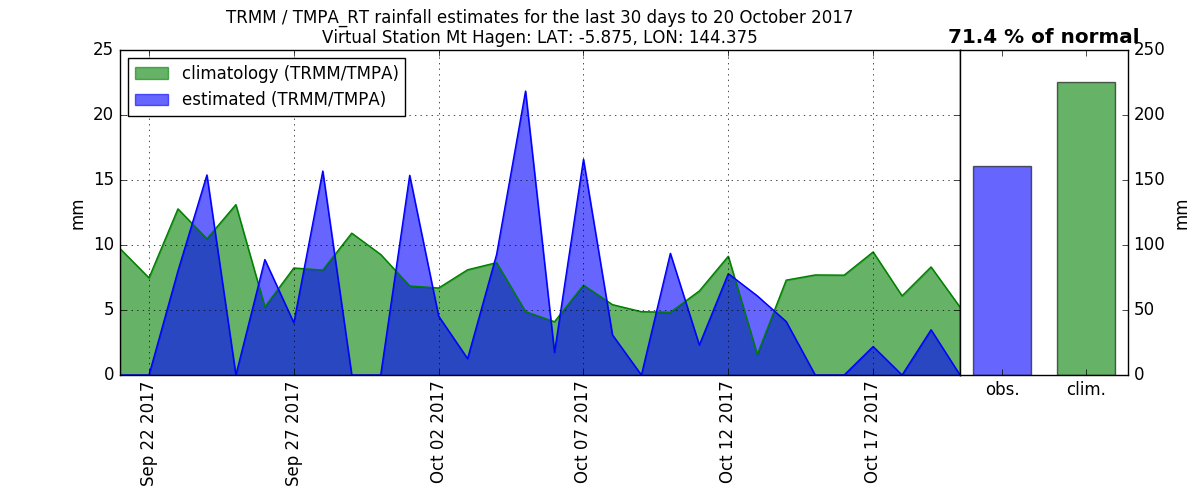 TRMM / TMPA_RT rainfall estimates for the last 30 days to 20 October 2017
Virtual Station Mt Hagen: LAT: -5.875, LON: 144.375
71.4 % of normal
climatology (TRMM/TMPA)
estimated (TRMM/TMPA)
25
20
15
10
5
0
mm
250
200
150
100
50
0
mm
Sep 22 2017
Sep 27 2017
Oct 02 2017
Oct 07 2017
Oct 12 2017
Oct 17 2017
obs.
clim.